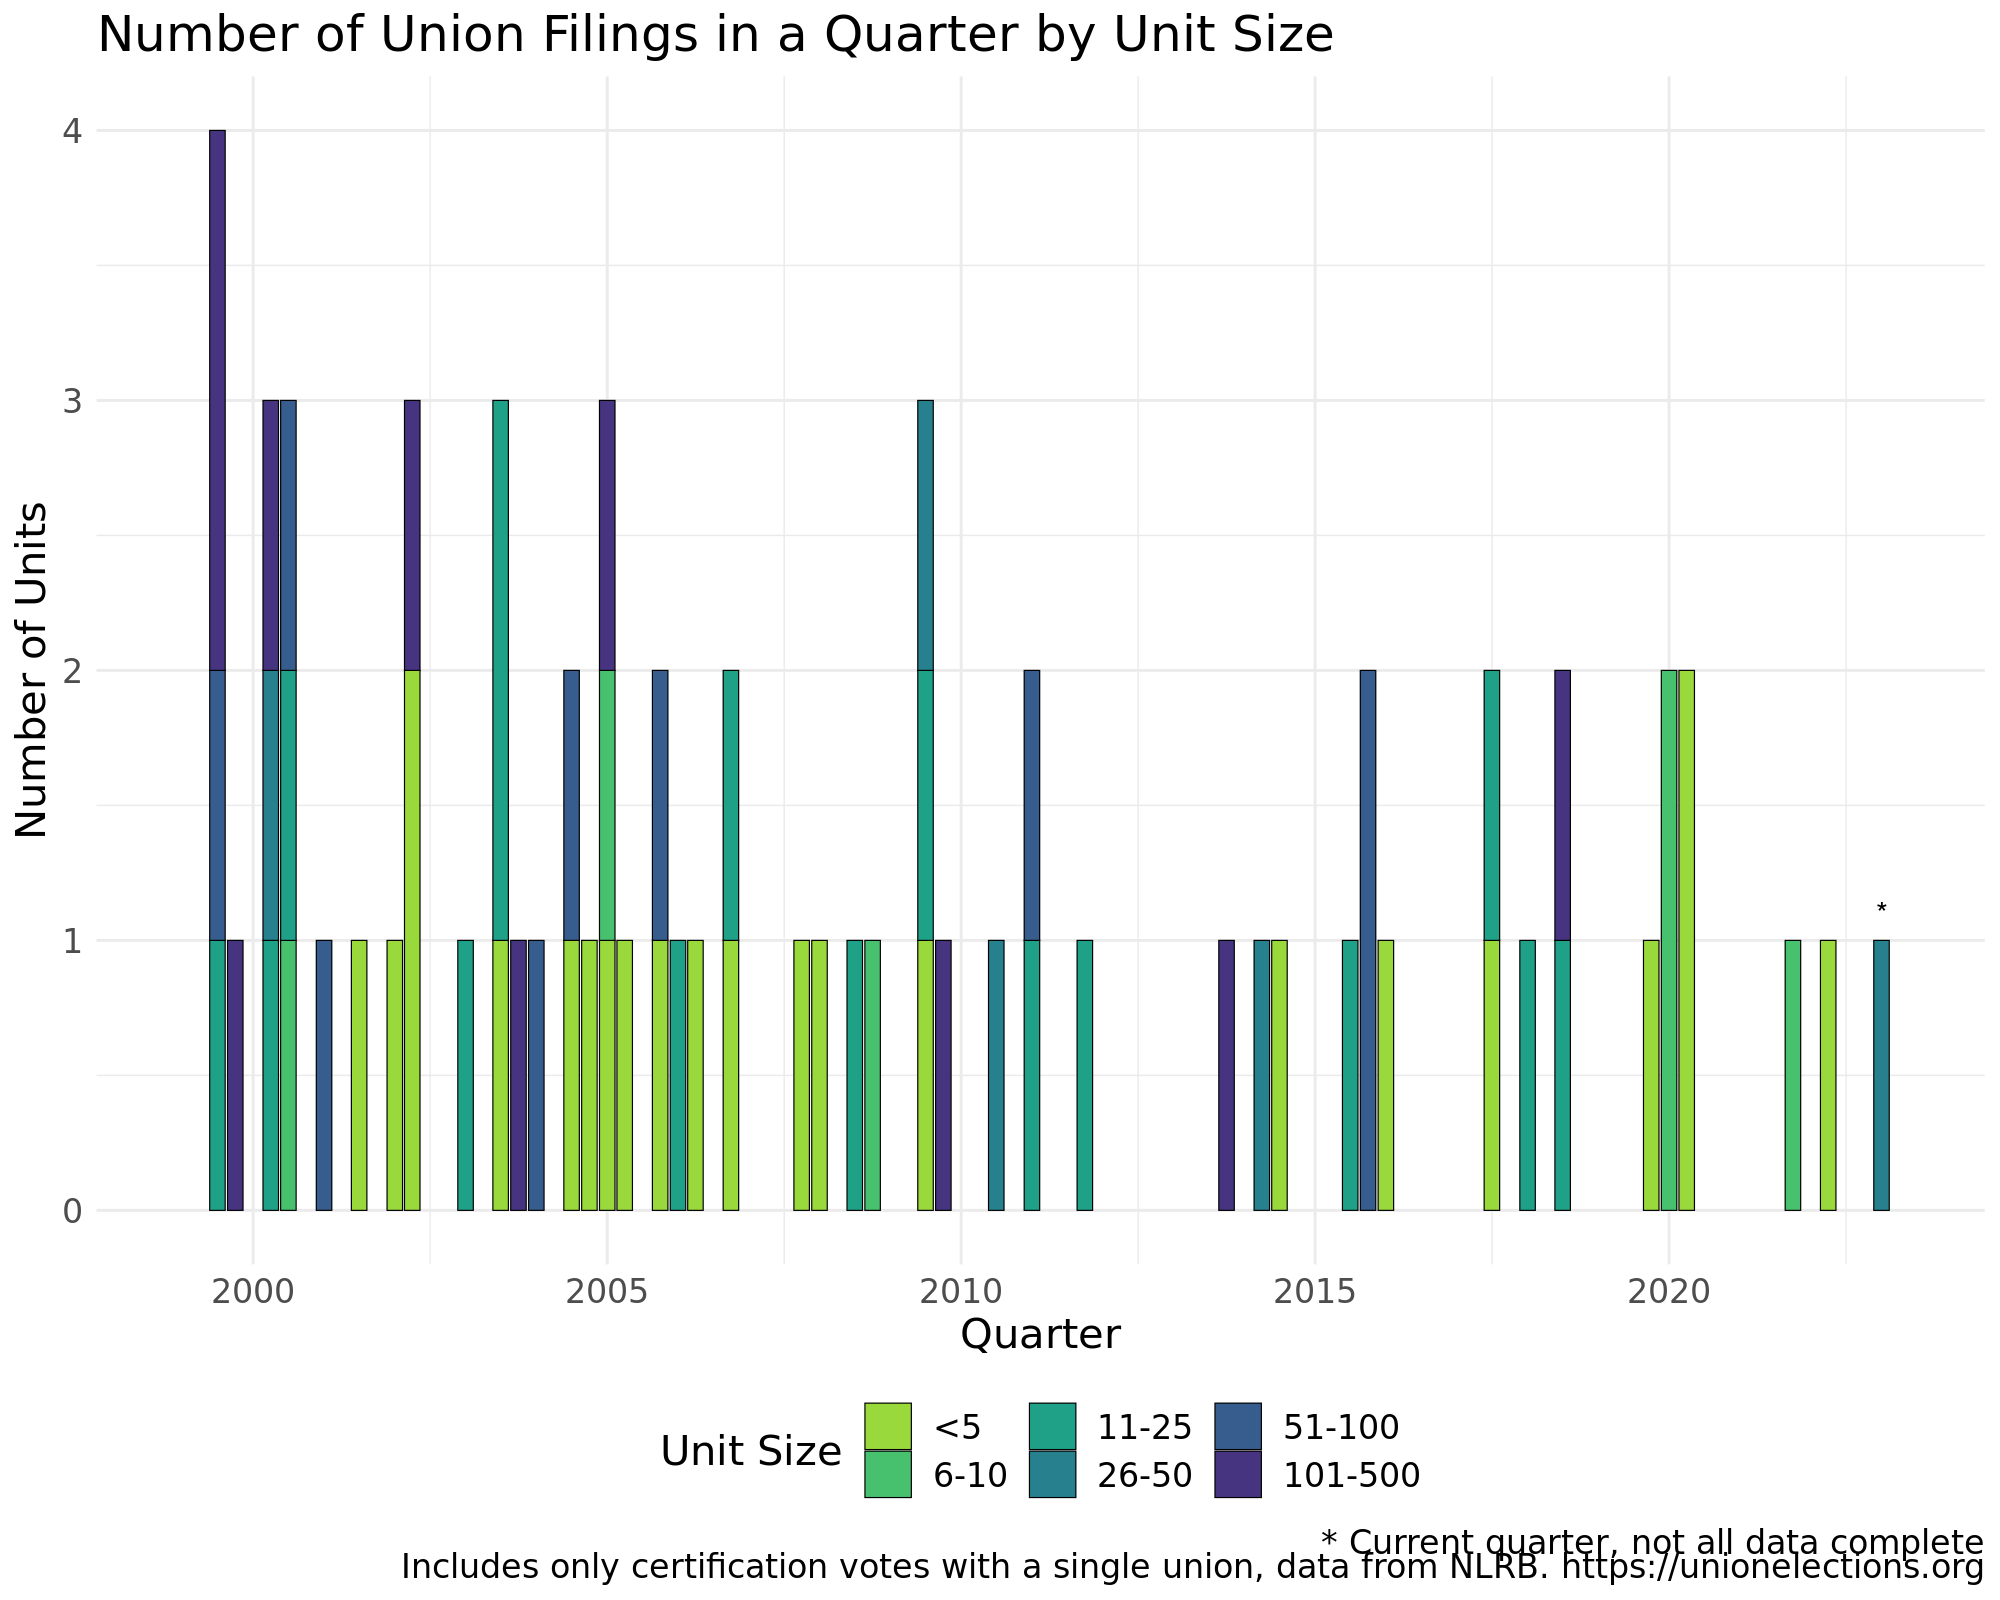 Number of Union Filings in a Quarter by Unit Size
Number of Units
4
3
2
1
0
*
2000 2005 2010 2015 2020
Quarter
Unit Size
<5 11-25 51-100
6-10 26-50 101-500
* Current quarter, not all data complete
Includes only certification votes with a single union, data from NLRB. https://unionelections.org